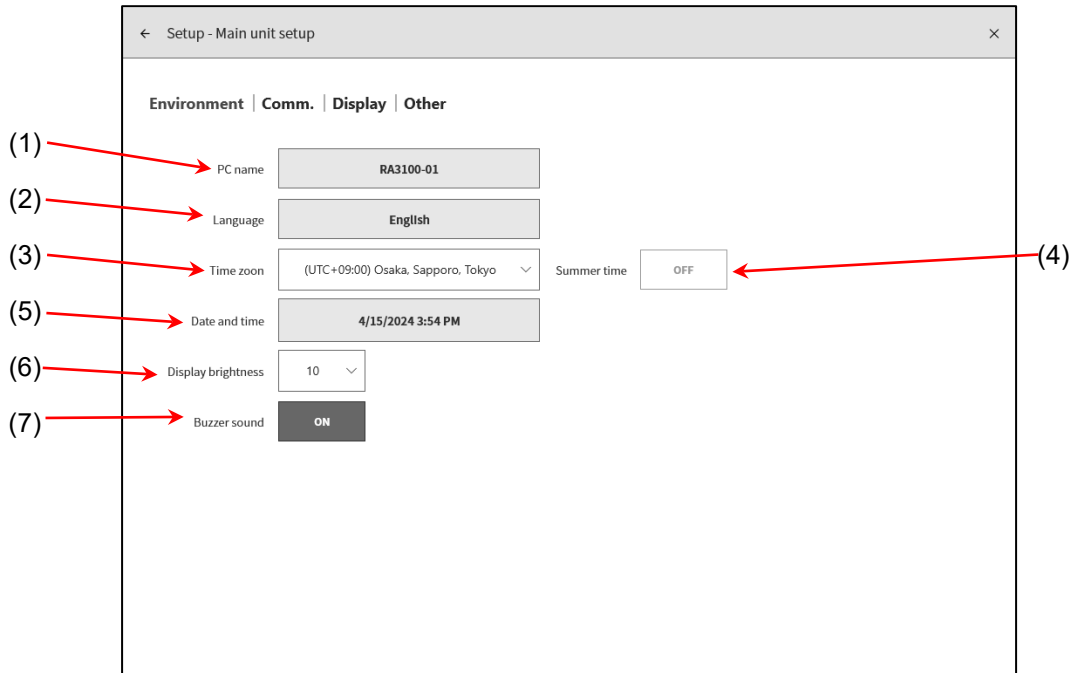 ← Setup - Main unit setup ×
Environment | Comm. | Display | Other
(1) PC name RA3100-01
(2) Language English
(3) Time zoon (UTC+09:00) Osaka, Sapporo, Tokyo Summer time OFF (4)
(5) Date and time 4/15/2024 3:54 PM
(6) Display brightness 10
(7) Buzzer sound ON